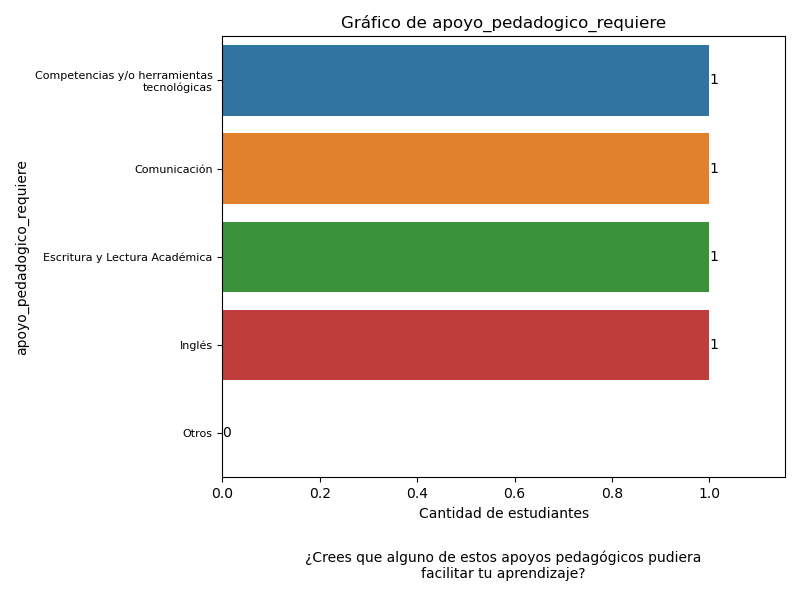 Gráfico de apoyo_pedadogico_requiere
Competencias y/o herramientas
tecnológicas
1
Comunicación
1
Escritura y Lectura Académica
1
Inglés
1
Otros
0
apoyo_pedadogico_requiere
0.0 0.2 0.4 0.6 0.8 1.0
Cantidad de estudiantes
¿Crees que alguno de estos apoyos pedagógicos pudiera
facilitar tu aprendizaje?